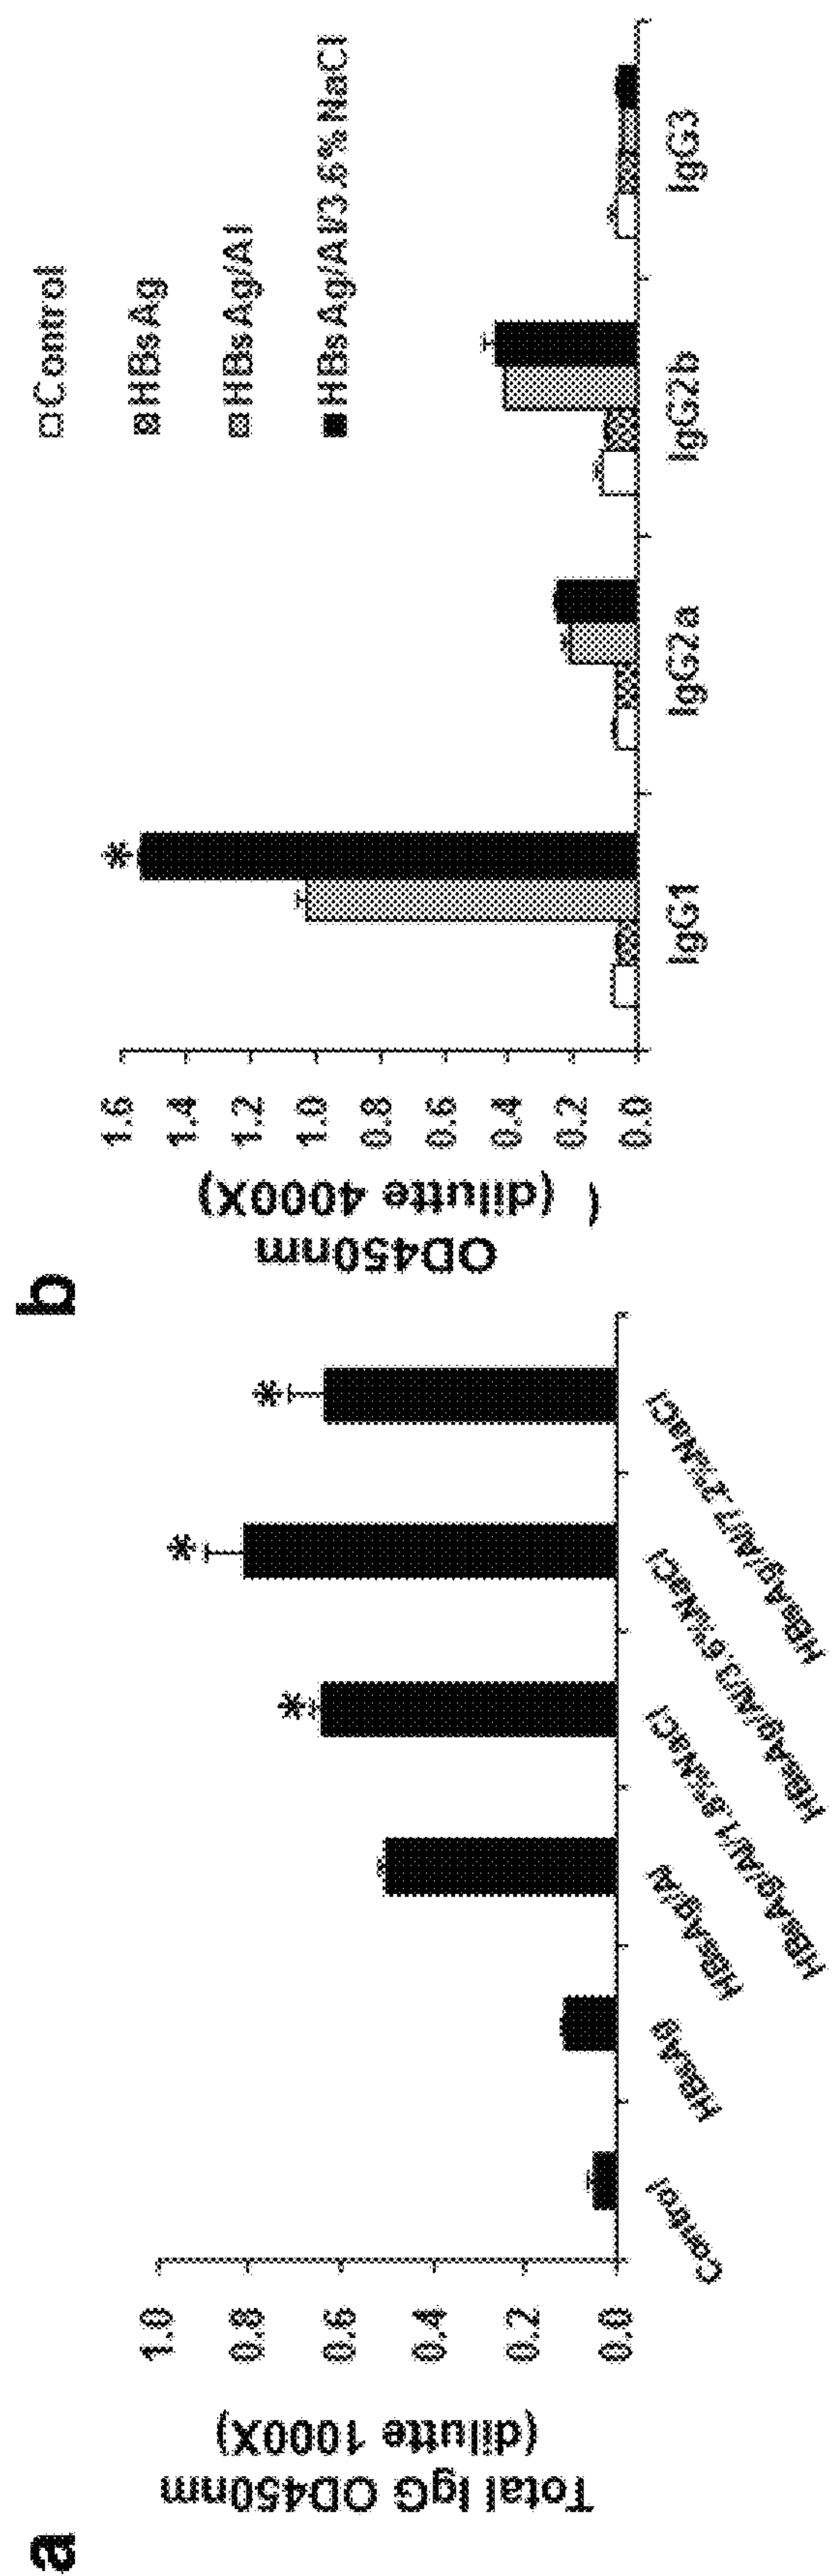 a
Total IgG OD450nm
(dilutte 1000X)
1.0
0.8
0.6
0.4
0.2
0.0
Control
HBsAg
HBsAg/Al
HBsAg/Al/1.8%NaCl
HBsAg/Al/3.6%NaCl
HBsAg/Al/7.2%NaCl
*
*
*
b
OD450nm
(dilutte 4000X)
(
1.6
1.4
1.2
1.0
0.8
0.6
0.4
0.2
0.0
*
IgG1
IgG2a
IgG2b
IgG3
Control
HBsAg
HBsAg/Al
HBsAg/Al/3.6% NaCl